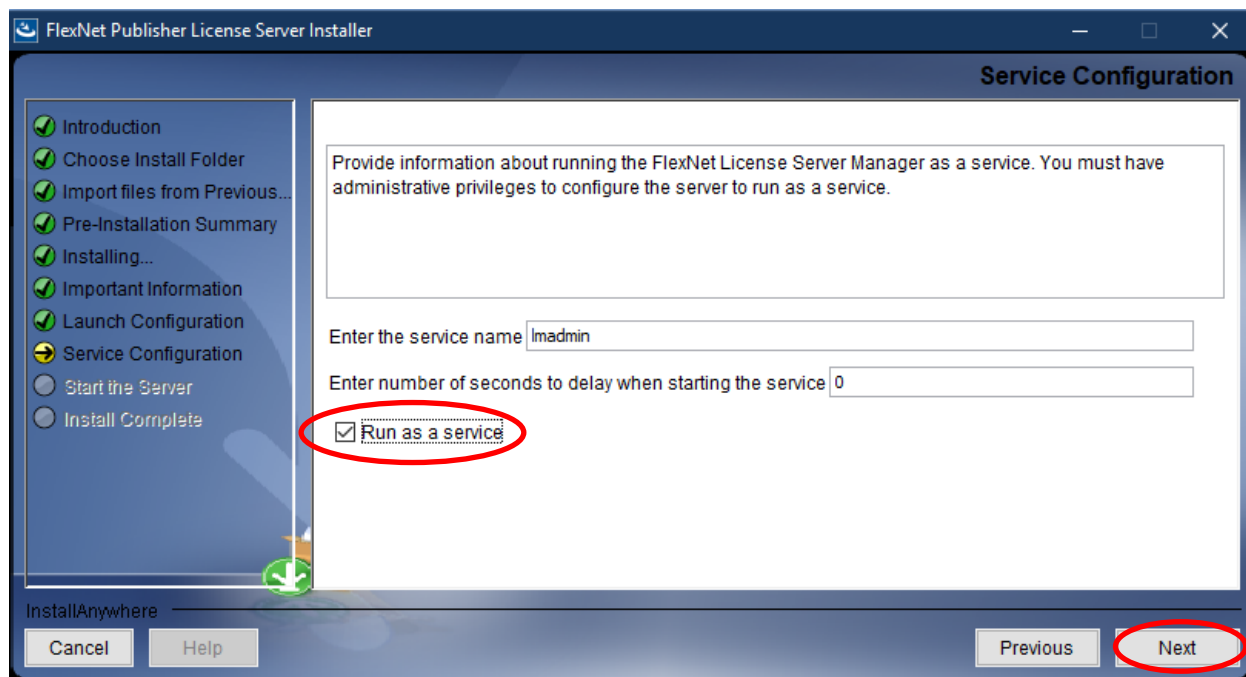 FlexNet Publisher License Server Installer
Service Configuration
Introduction
Choose Install Folder
Import files from Previous...
Pre-Installation Summary
Installing...
Important Information
Launch Configuration
Service Configuration
Start the Server
Install Complete
Provide information about running the FlexNet License Server Manager as a service. You must have
administrative privileges to configure the server to run as a service.
Enter the service name lmadmin
Enter number of seconds to delay when starting the service 0
Run as a service
InstallAnywhere
Cancel Help Previous Next